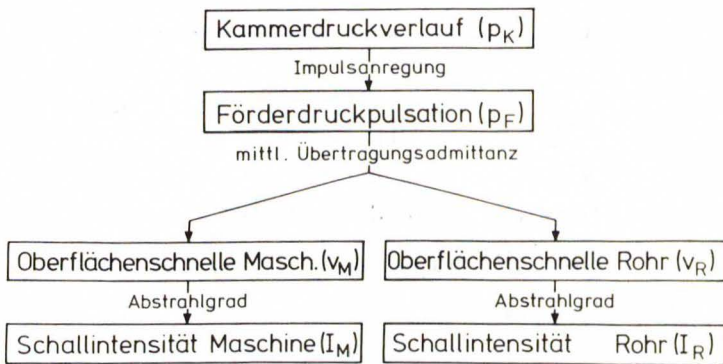 Kammerdruckverlauf (pK)
Impulsanregung
Förderdruckpulsation (pF)
mittl. Übertragungsadmittanz
Oberflächenschnelle Masch. (vM)
Oberflächenschnelle Rohr (vR)
Abstrahlgrad
Abstrahlgrad
Schallintensität Maschine (IM)
Schallintensität Rohr (IR)